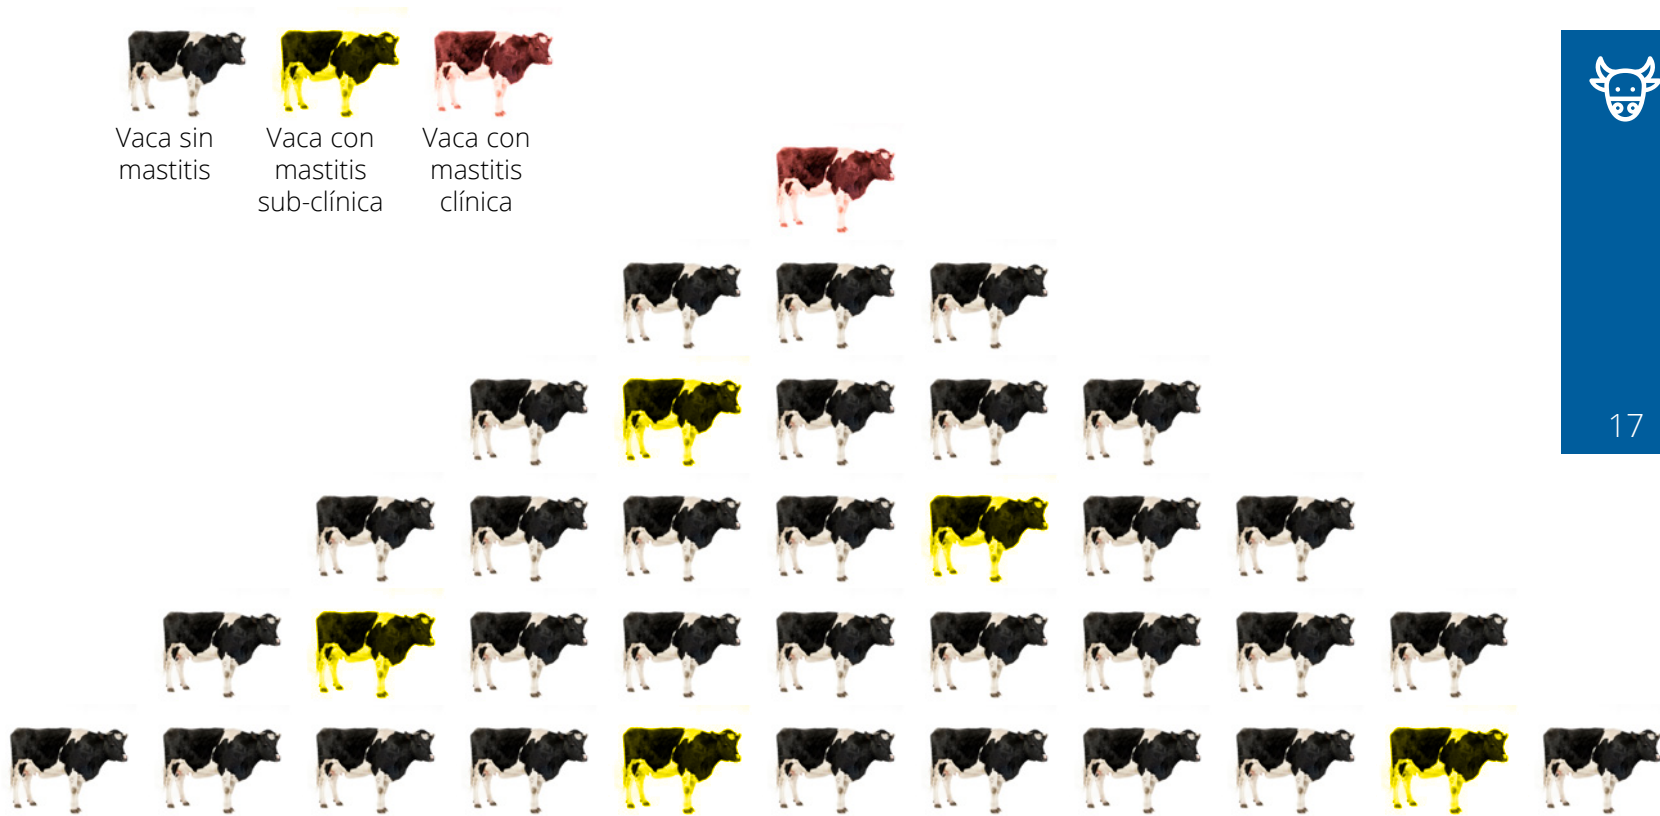 Vaca sin
mastitis
Vaca con
mastitis
sub-clínica
Vaca con
mastitis
clínica
17